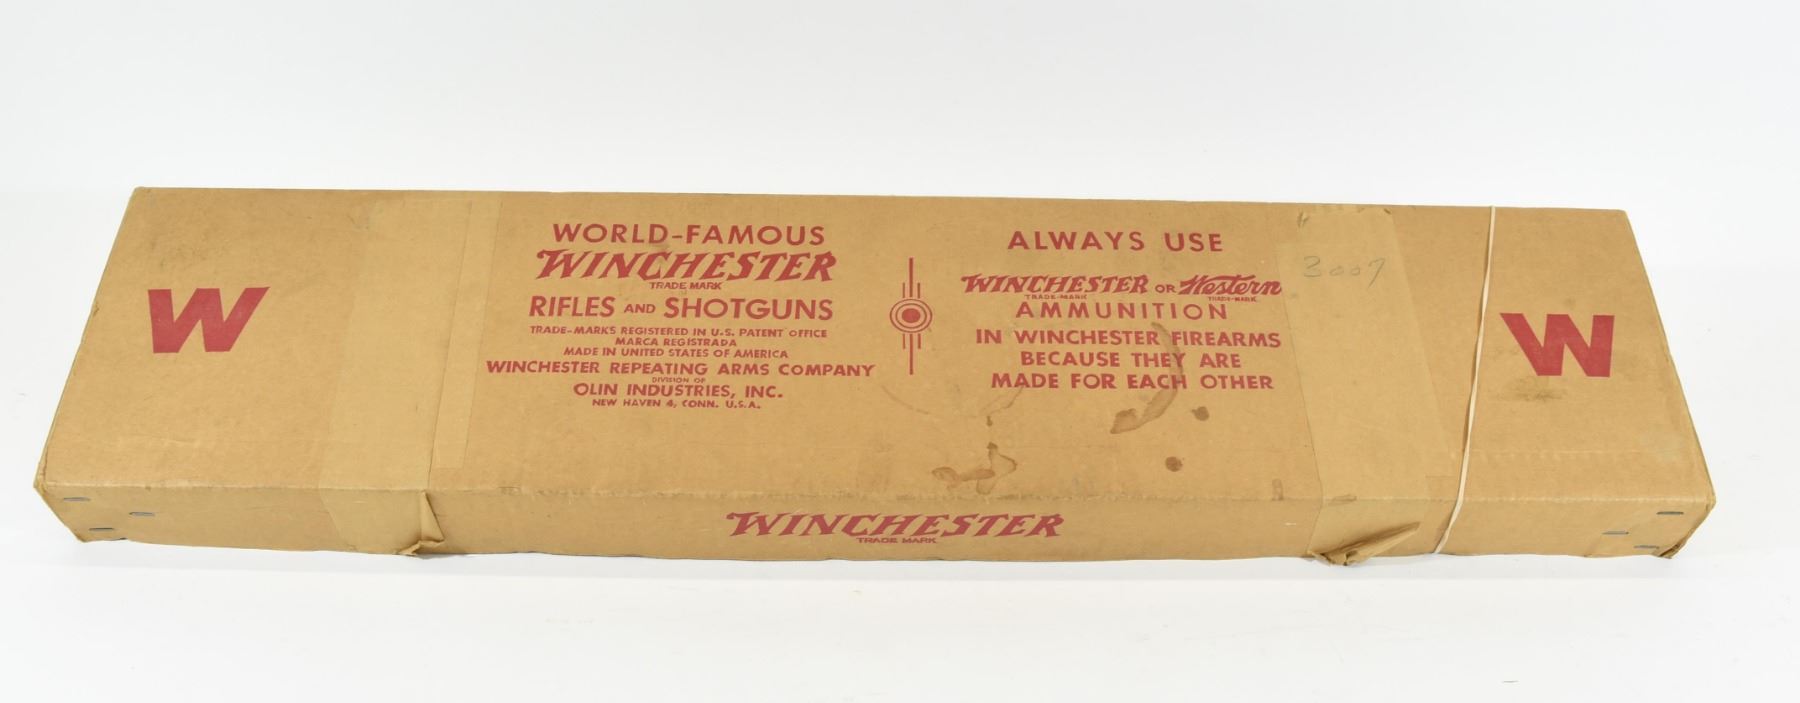 W
WORLD-FAMOUS
WINCHESTER
TRADE MARK
RIFLES AND SHOTGUNS
TRADE-MARKS REGISTERED IN U.S. PATENT OFFICE
MARCA REGISTRADA
MADE IN UNITED STATES OF AMERICA
WINCHESTER REPEATING ARMS COMPANY
DIVISION OF
OLIN INDUSTRIES, INC.
NEW HAVEN 4, CONN. U.S.A.
ALWAYS USE
WINCHESTER OR Western
TRADE-MARK TRADE-MARK
AMMUNITION
IN WINCHESTER FIREARMS
BECAUSE THEY ARE
MADE FOR EACH OTHER
3007
W
WINCHESTER
TRADE MARK